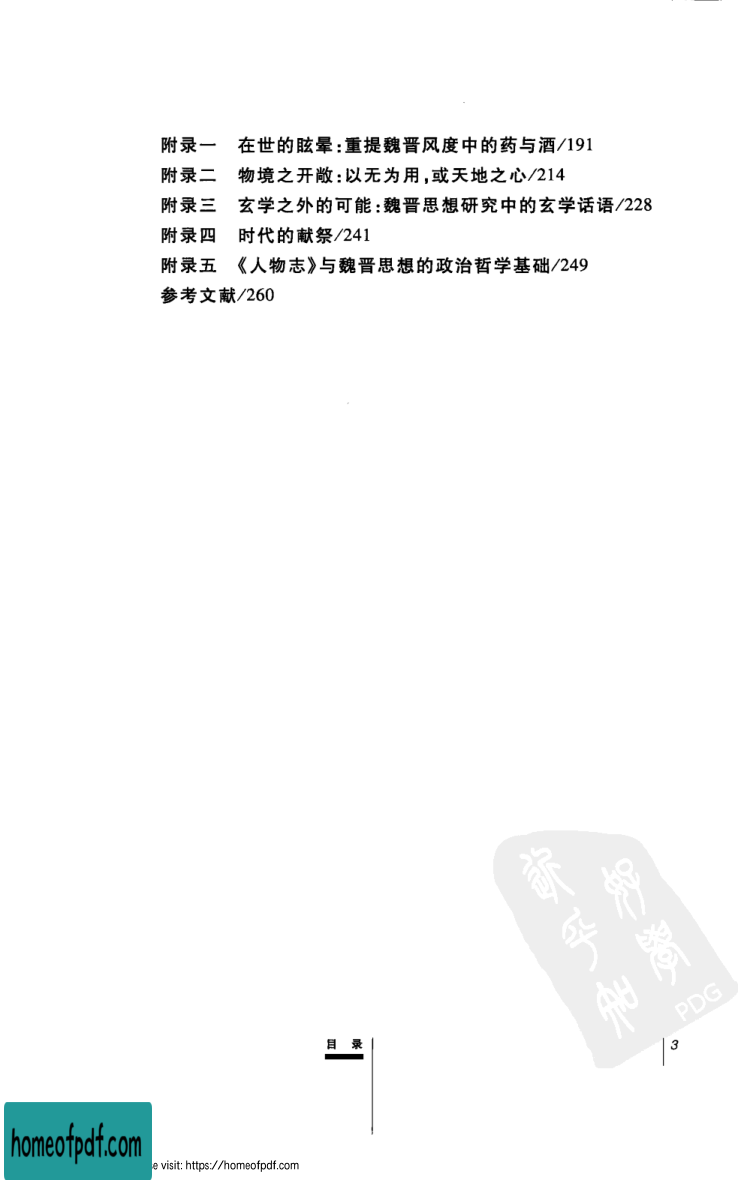 附录一 在世的眩晕:重提魏晋风度中的药与酒/191
附录二 物境之开敞:以无为用,或天地之心/214
附录三 玄学之外的可能:魏晋思想研究中的玄学话语/228
附录四 时代的献祭/241
附录五 《人物志》与魏晋思想的政治哲学基础/249
参考文献/260
PDG
目 录
3
homeofpdf.com
e visit: https://homeofpdf.com